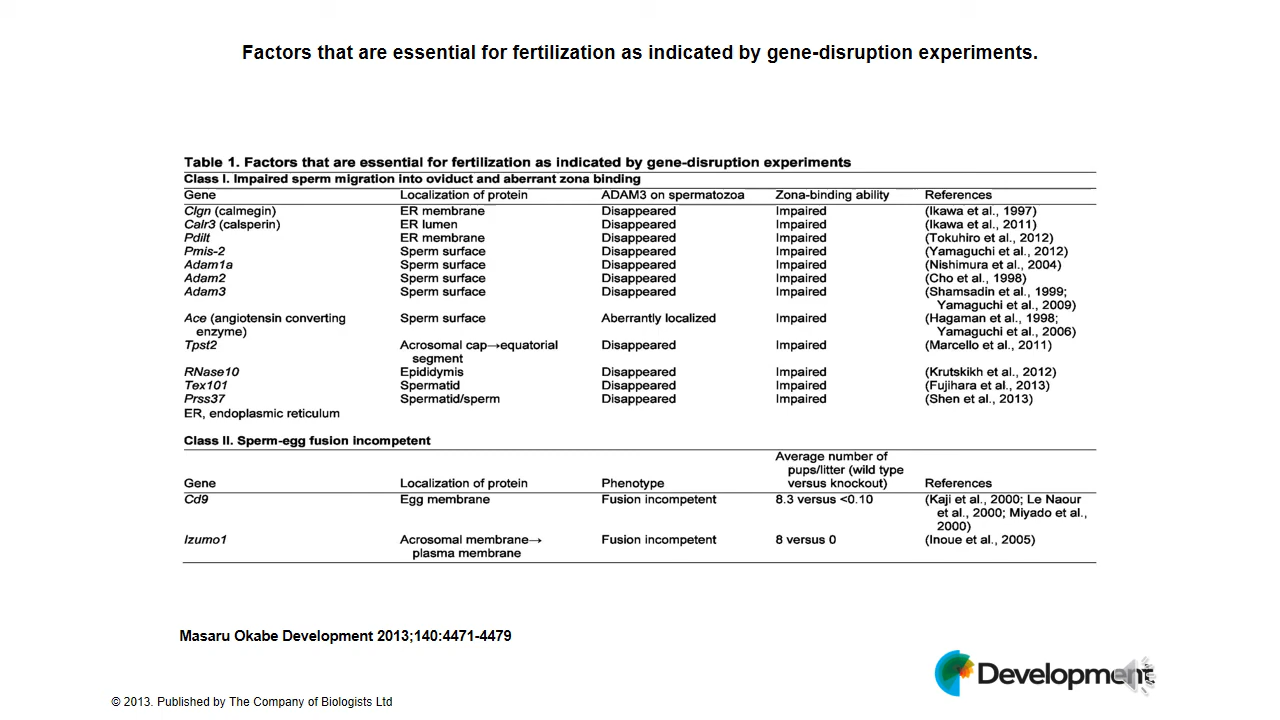 Factors that are essential for fertilization as indicated by gene-disruption experiments.
Table 1. Factors that are essential for fertilization as indicated by gene-disruption experiments
Class I. Impaired sperm migration into oviduct and aberrant zona binding
Gene Localization of protein ADAM3 on spermatozoa Zona-binding ability References
Clgn (calmegin) ER membrane Disappeared Impaired (Ikawa et al., 1997)
Calr3 (calsperin) ER lumen Disappeared Impaired (Ikawa et al., 2011)
Pdilt ER membrane Disappeared Impaired (Tokuhiro et al., 2012)
Pmis-2 Sperm surface Disappeared Impaired (Yamaguchi et al., 2012)
Adam1a Sperm surface Disappeared Impaired (Nishimura et al., 2004)
Adam2 Sperm surface Disappeared Impaired (Cho et al., 1998)
Adam3 Sperm surface Disappeared Impaired (Shamsadin et al., 1999;
Yamaguchi et al., 2009)
Ace (angiotensin converting Sperm surface Aberrantly localized Impaired (Hagaman et al., 1998;
enzyme) Yamaguchi et al., 2006)
Tpst2 Acrosomal cap→equatorial Disappeared Impaired (Marcello et al., 2011)
segment
RNase10 Epididymis Disappeared Impaired (Krutskikh et al., 2012)
Tex101 Spermatid Disappeared Impaired (Fujihara et al., 2013)
Prss37 Spermatid/sperm Disappeared Impaired (Shen et al., 2013)
ER, endoplasmic reticulum
Class II. Sperm-egg fusion incompetent
Average number of
pups/litter (wild type
Gene Localization of protein Phenotype versus knockout) References
Cd9 Egg membrane Fusion incompetent 8.3 versus <0.10 (Kaji et al., 2000; Le Naour
et al., 2000; Miyado et al.,
2000)
Izumo1 Acrosomal membrane→ Fusion incompetent 8 versus 0 (Inoue et al., 2005)
plasma membrane
Masaru Okabe Development 2013;140:4471-4479
Development
© 2013. Published by The Company of Biologists Ltd